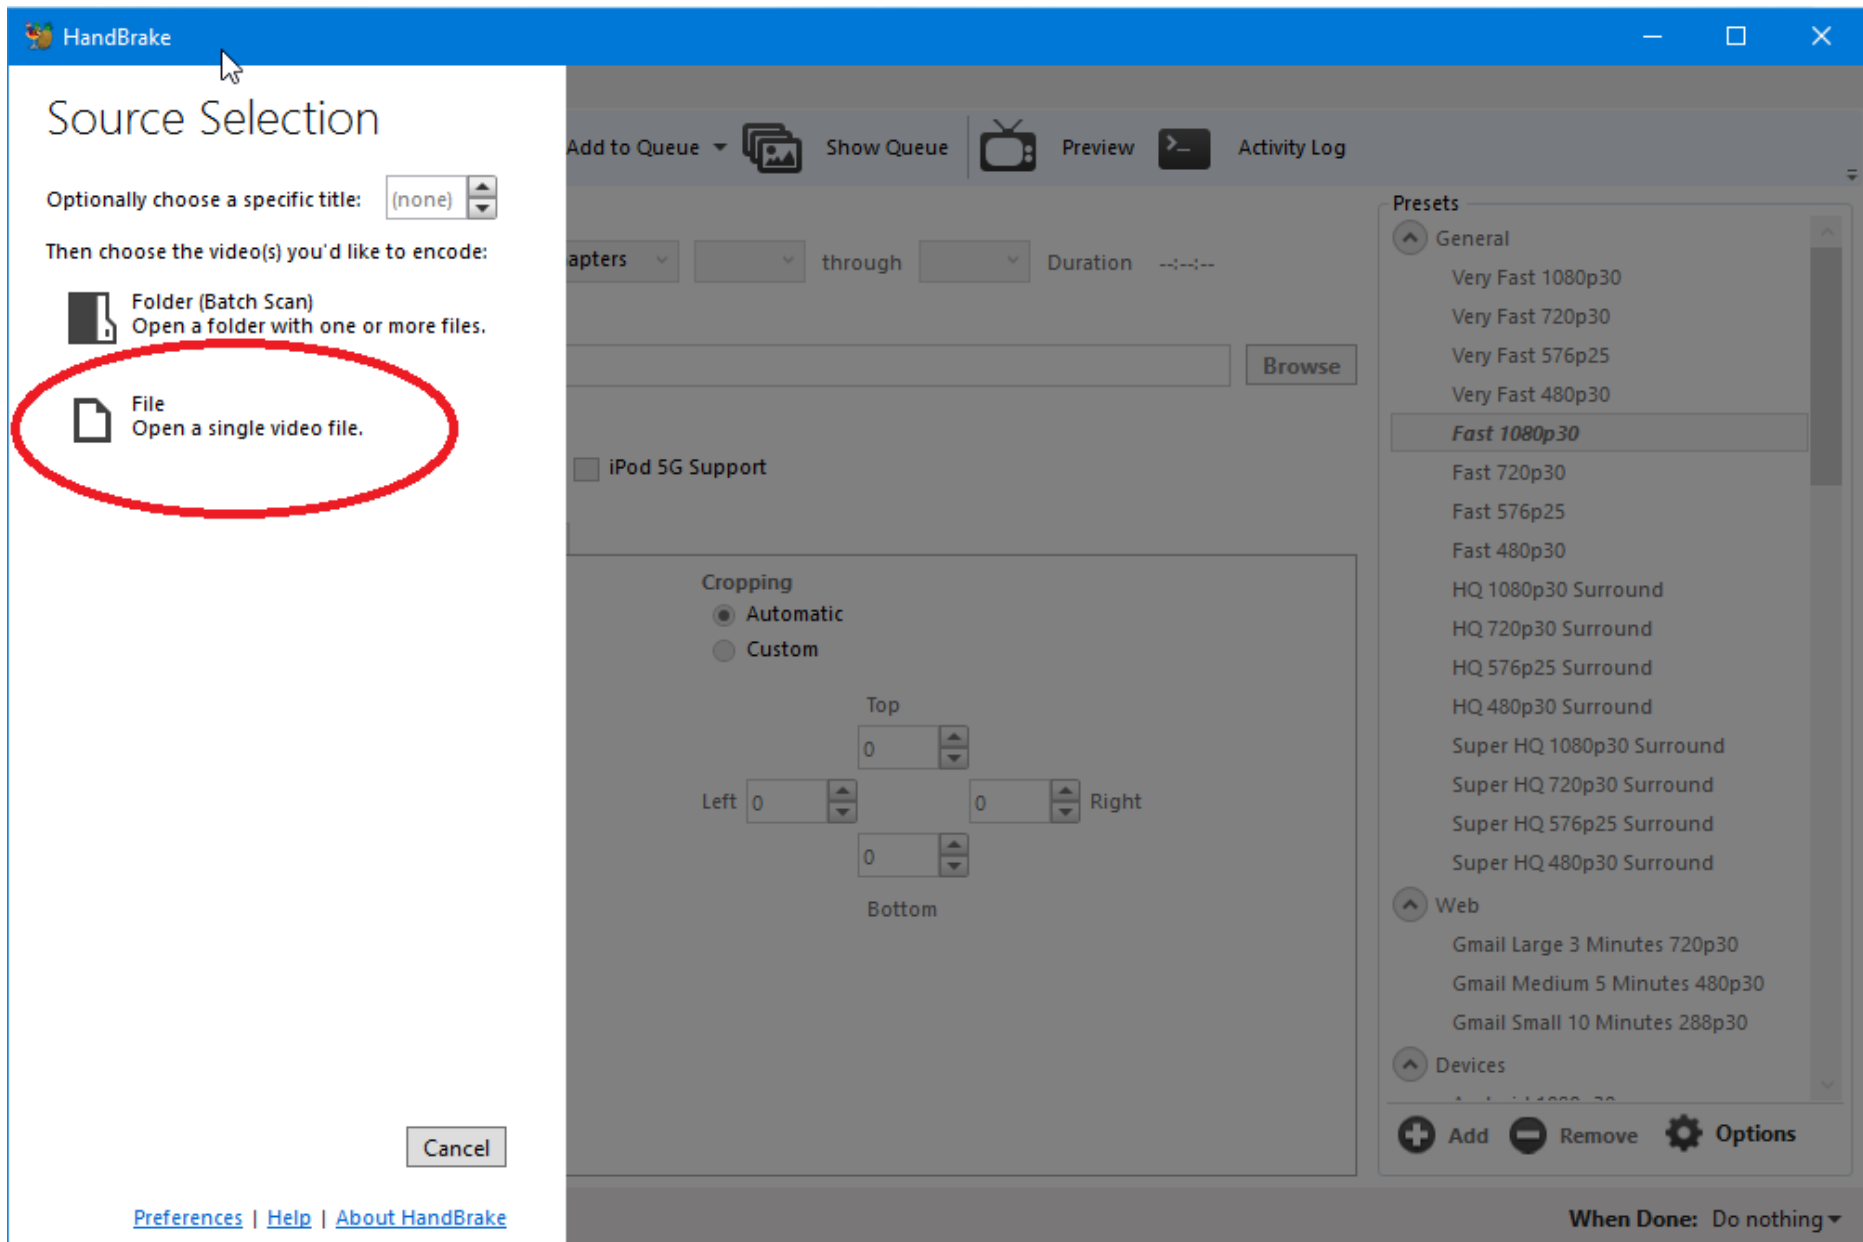 HandBrake
Source Selection
Optionally choose a specific title: (none)
Then choose the video(s) you'd like to encode:
Folder (Batch Scan)
Open a folder with one or more files.
File
Open a single video file.
Cancel
Preferences | Help | About HandBrake
Add to Queue Show Queue Preview Activity Log
apters through Duration --:--:--
Browse
iPod 5G Support
Cropping
Automatic
Custom
Top
0
Left 0 0 Right
0
Bottom
Presets
General
Very Fast 1080p30
Very Fast 720p30
Very Fast 576p25
Very Fast 480p30
Fast 1080p30
Fast 720p30
Fast 576p25
Fast 480p30
HQ 1080p30 Surround
HQ 720p30 Surround
HQ 576p25 Surround
HQ 480p30 Surround
Super HQ 1080p30 Surround
Super HQ 720p30 Surround
Super HQ 576p25 Surround
Super HQ 480p30 Surround
Web
Gmail Large 3 Minutes 720p30
Gmail Medium 5 Minutes 480p30
Gmail Small 10 Minutes 288p30
Devices
Add Remove Options
When Done: Do nothing